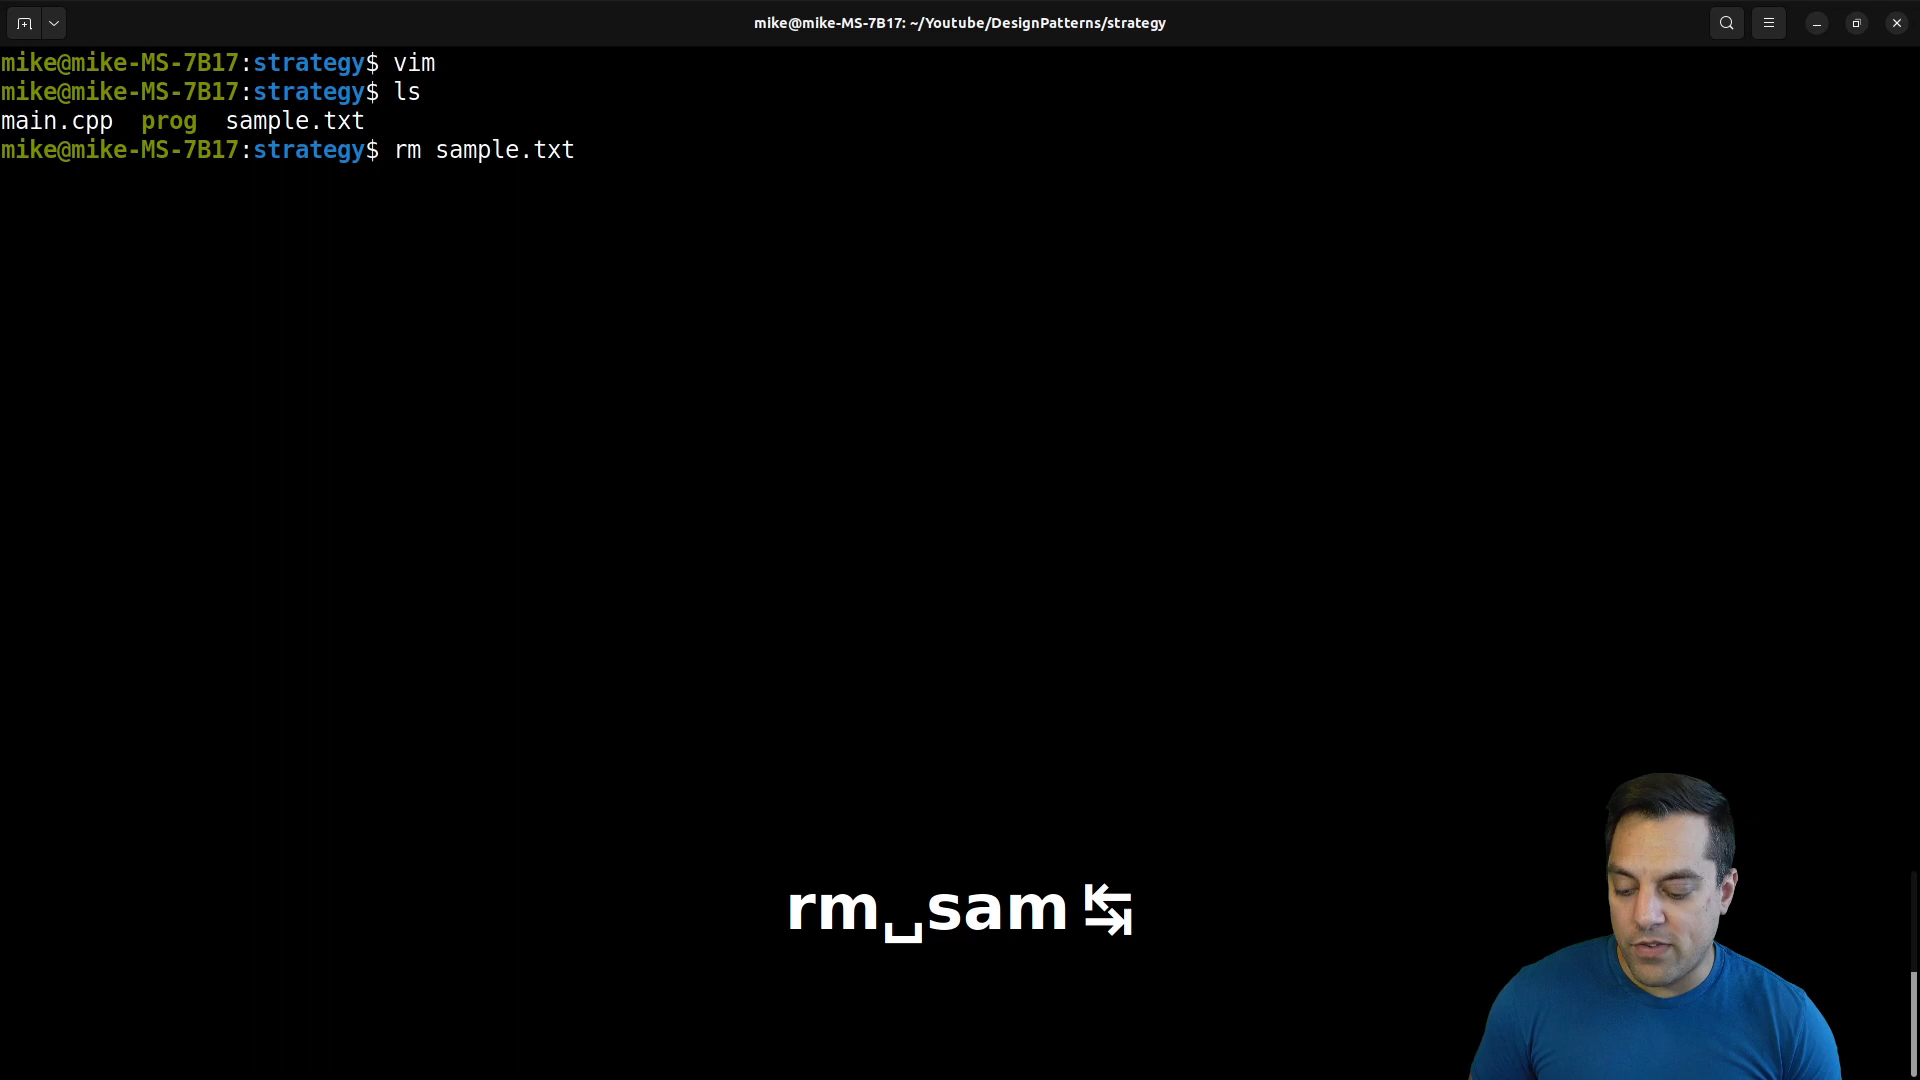 mike@mike-MS-7B17: ~/Youtube/DesignPatterns/strategy
mike@mike-MS-7B17:strategy$ vim
mike@mike-MS-7B17:strategy$ ls
main.cpp  prog  sample.txt
mike@mike-MS-7B17:strategy$ rm sample.txt
rm␣sam ↹